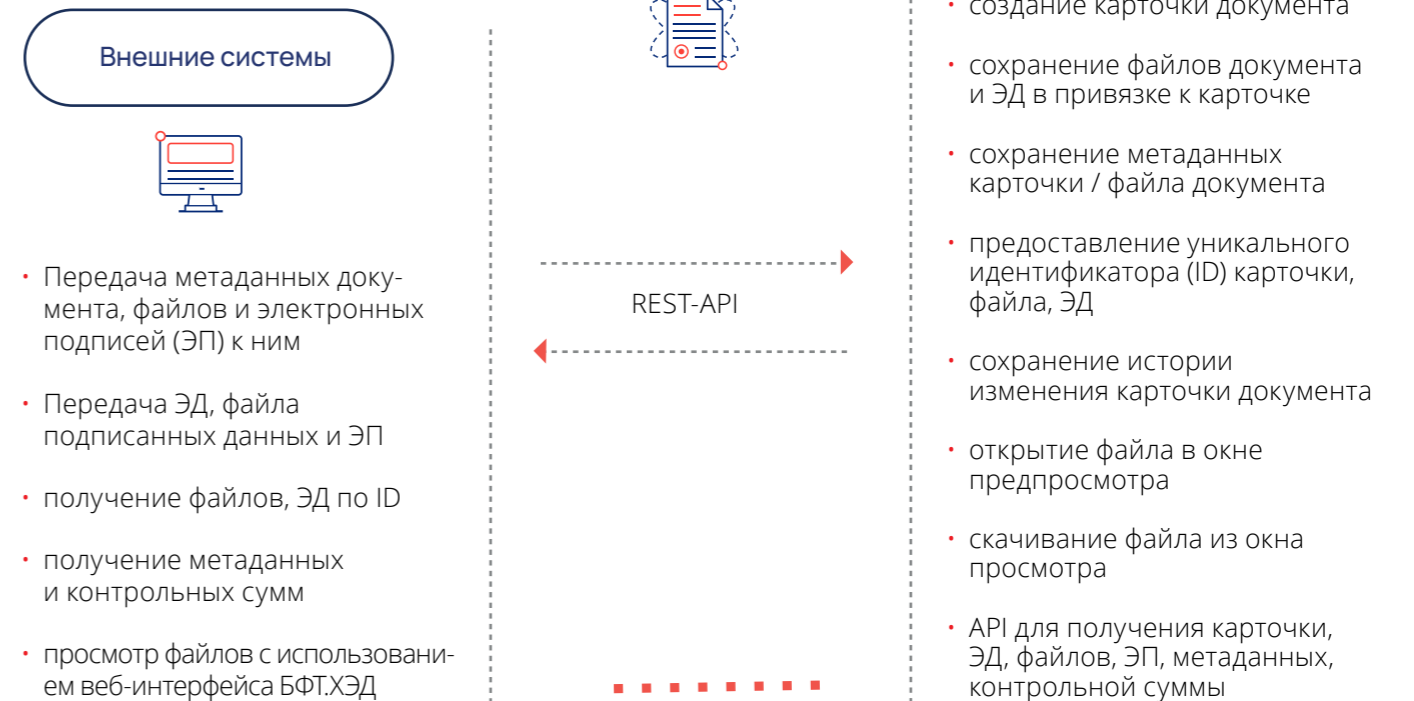 Внешние системы
• Передача метаданных доку-
мента, файлов и электронных
подписей (ЭП) к ним
• Передача ЭД, файла
подписанных данных и ЭП
• получение файлов, ЭД по ID
• получение метаданных
и контрольных сумм
• просмотр файлов с использовани-
ем веб-интерфейса БФТ.ХЭД
REST-API
• создание карточки документа
• сохранение файлов документа
и ЭД в привязке к карточке
• сохранение метаданных
карточки / файла документа
• предоставление уникального
идентификатора (ID) карточки,
файла, ЭД
• сохранение истории
изменения карточки документа
• открытие файла в окне
предпросмотра
• скачивание файла из окна
просмотра
• API для получения карточки,
ЭД, файлов, ЭП, метаданных,
контрольной суммы